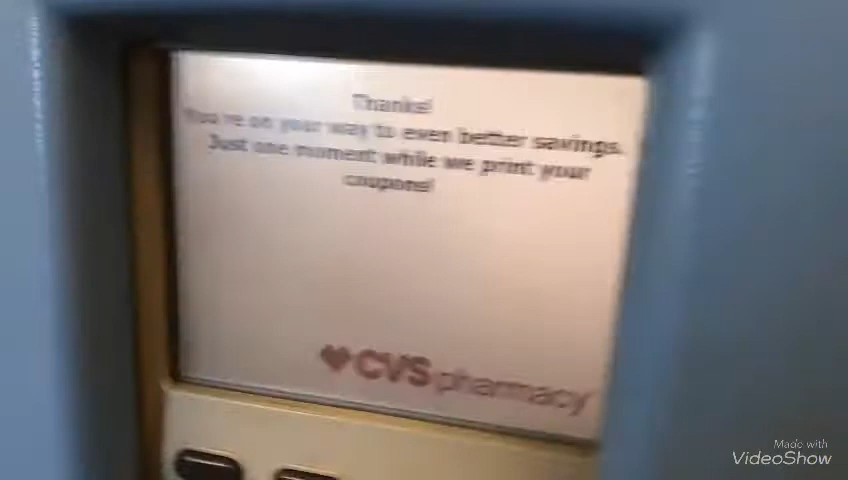 Thanks!
You're on your way to even better savings.
Just one moment while we print your
coupons!
CVS pharmacy
Made with
VideoShow